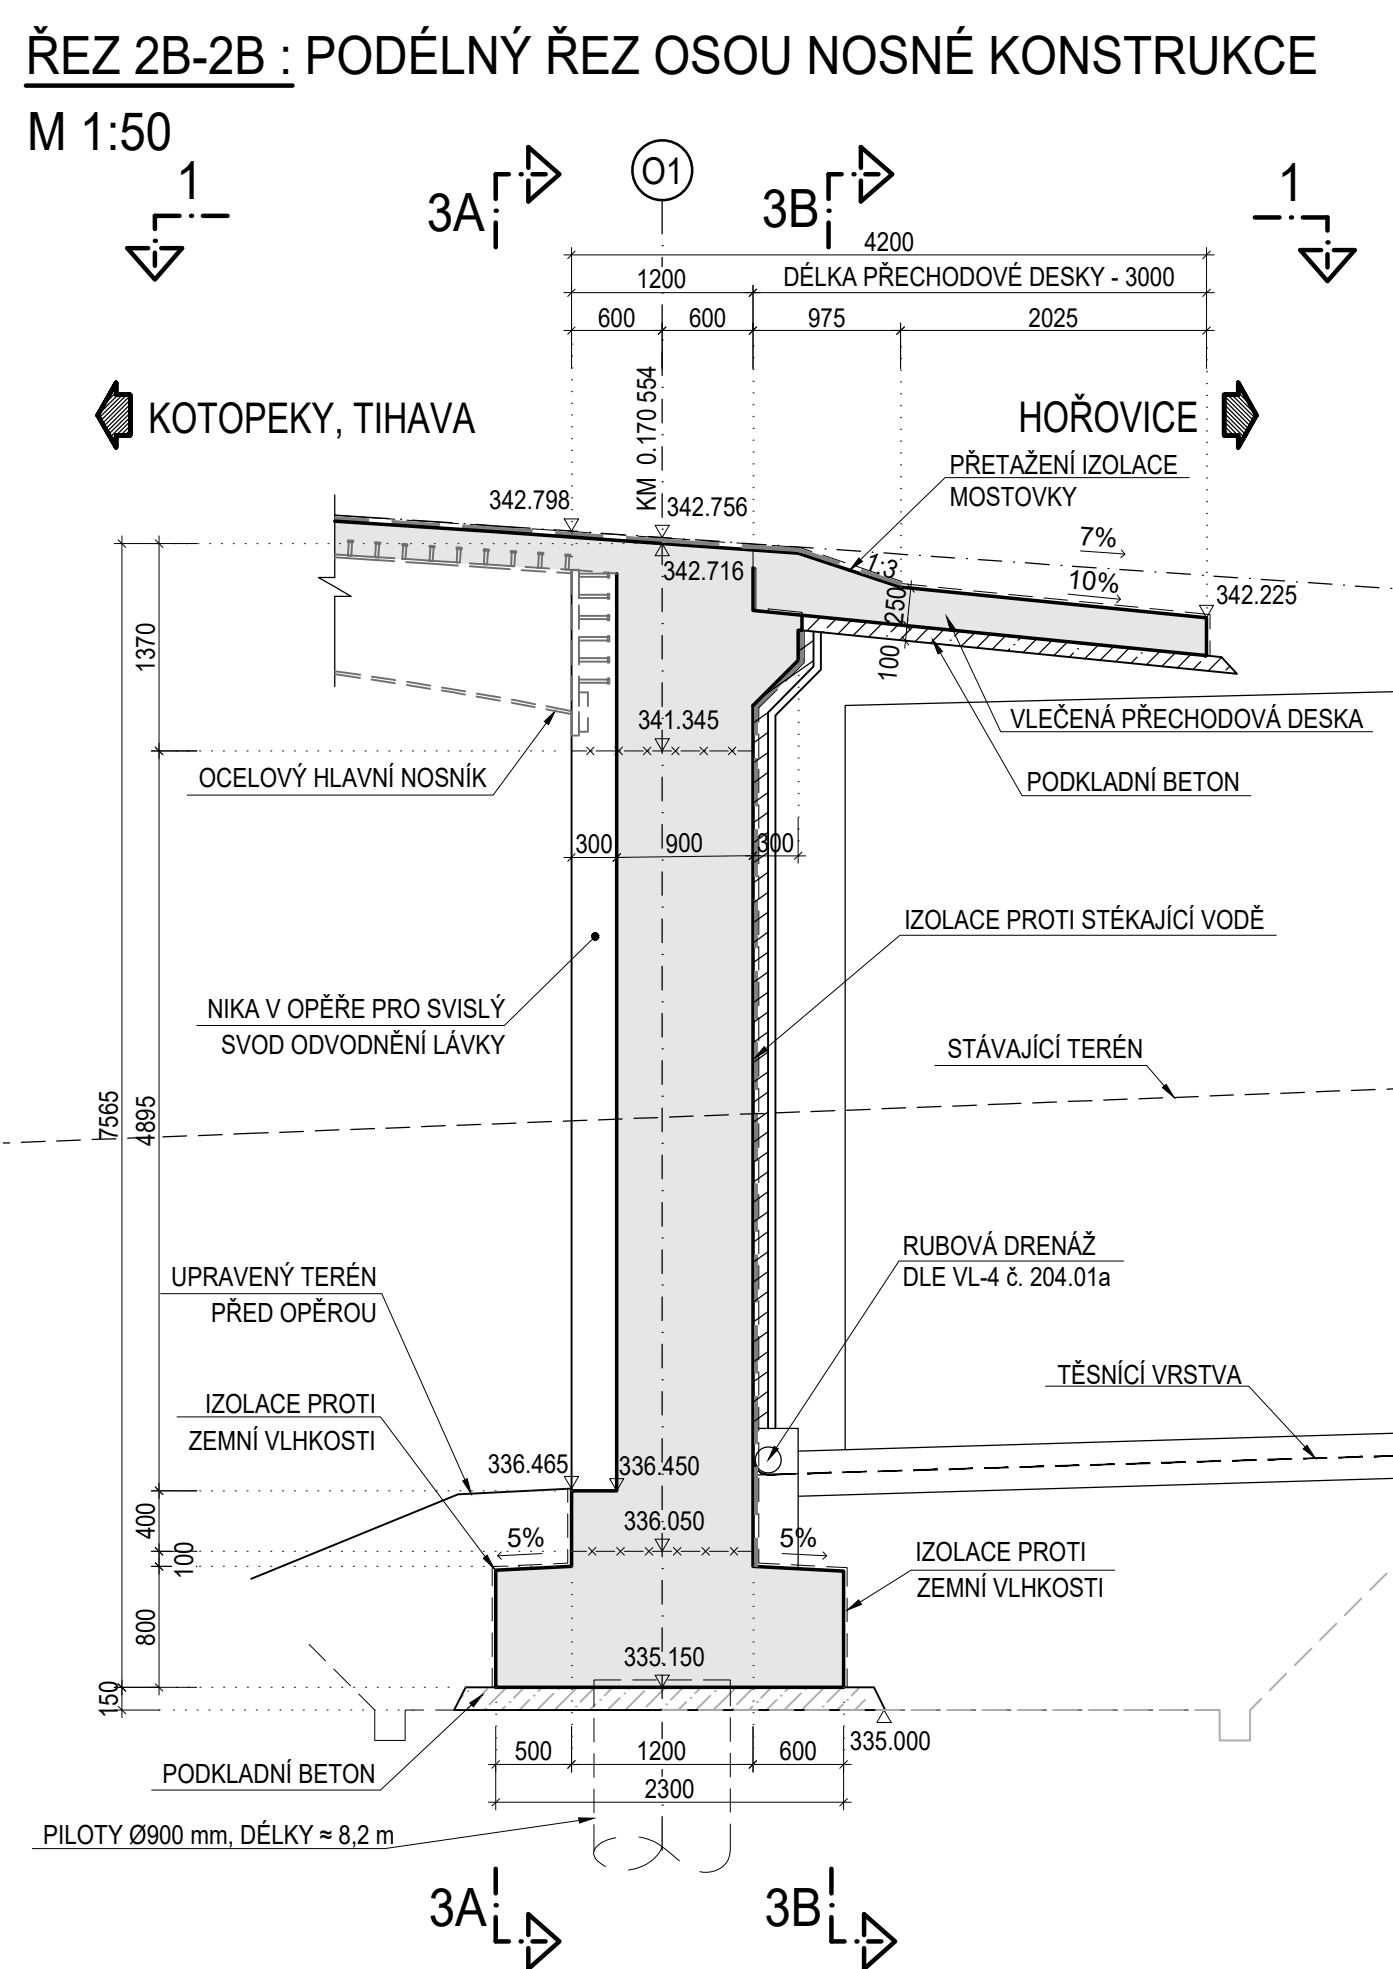 ŘEZ 2B-2B : PODÉLNÝ ŘEZ OSOU NOSNÉ KONSTRUKCE
M 1:50
1
3A
O1
3B
1
4200
1200
DÉLKA PŘECHODOVÉ DESKY - 3000
600
600
975
2025
KOTOPEKY, TIHAVA
KM 0.170 554
HOŘOVICE
PŘETAŽENÍ IZOLACE
MOSTOVKY
342.798
342.756
7%
342.716
1:3
10%
342.225
250
100
1370
341.345
VLEČENÁ PŘECHODOVÁ DESKA
OCELOVÝ HLAVNÍ NOSNÍK
PODKLADNÍ BETON
300
900
300
IZOLACE PROTI STÉKAJÍCÍ VODĚ
NIKA V OPĚŘE PRO SVISLÝ
SVOD ODVODNĚNÍ LÁVKY
STÁVAJÍCÍ TERÉN
7565
4895
RUBOVÁ DRENÁŽ
DLE VL-4 č. 204.01a
UPRAVENÝ TERÉN
PŘED OPĚROU
TĚSNÍCÍ VRSTVA
IZOLACE PROTI
ZEMNÍ VLHKOSTI
336.465
336.450
400
336.050
5%
5%
100
IZOLACE PROTI
ZEMNÍ VLHKOSTI
800
335.150
150
335.000
500
1200
600
PODKLADNÍ BETON
2300
PILOTY Ø900 mm, DÉLKY ≈ 8,2 m
3A
3B